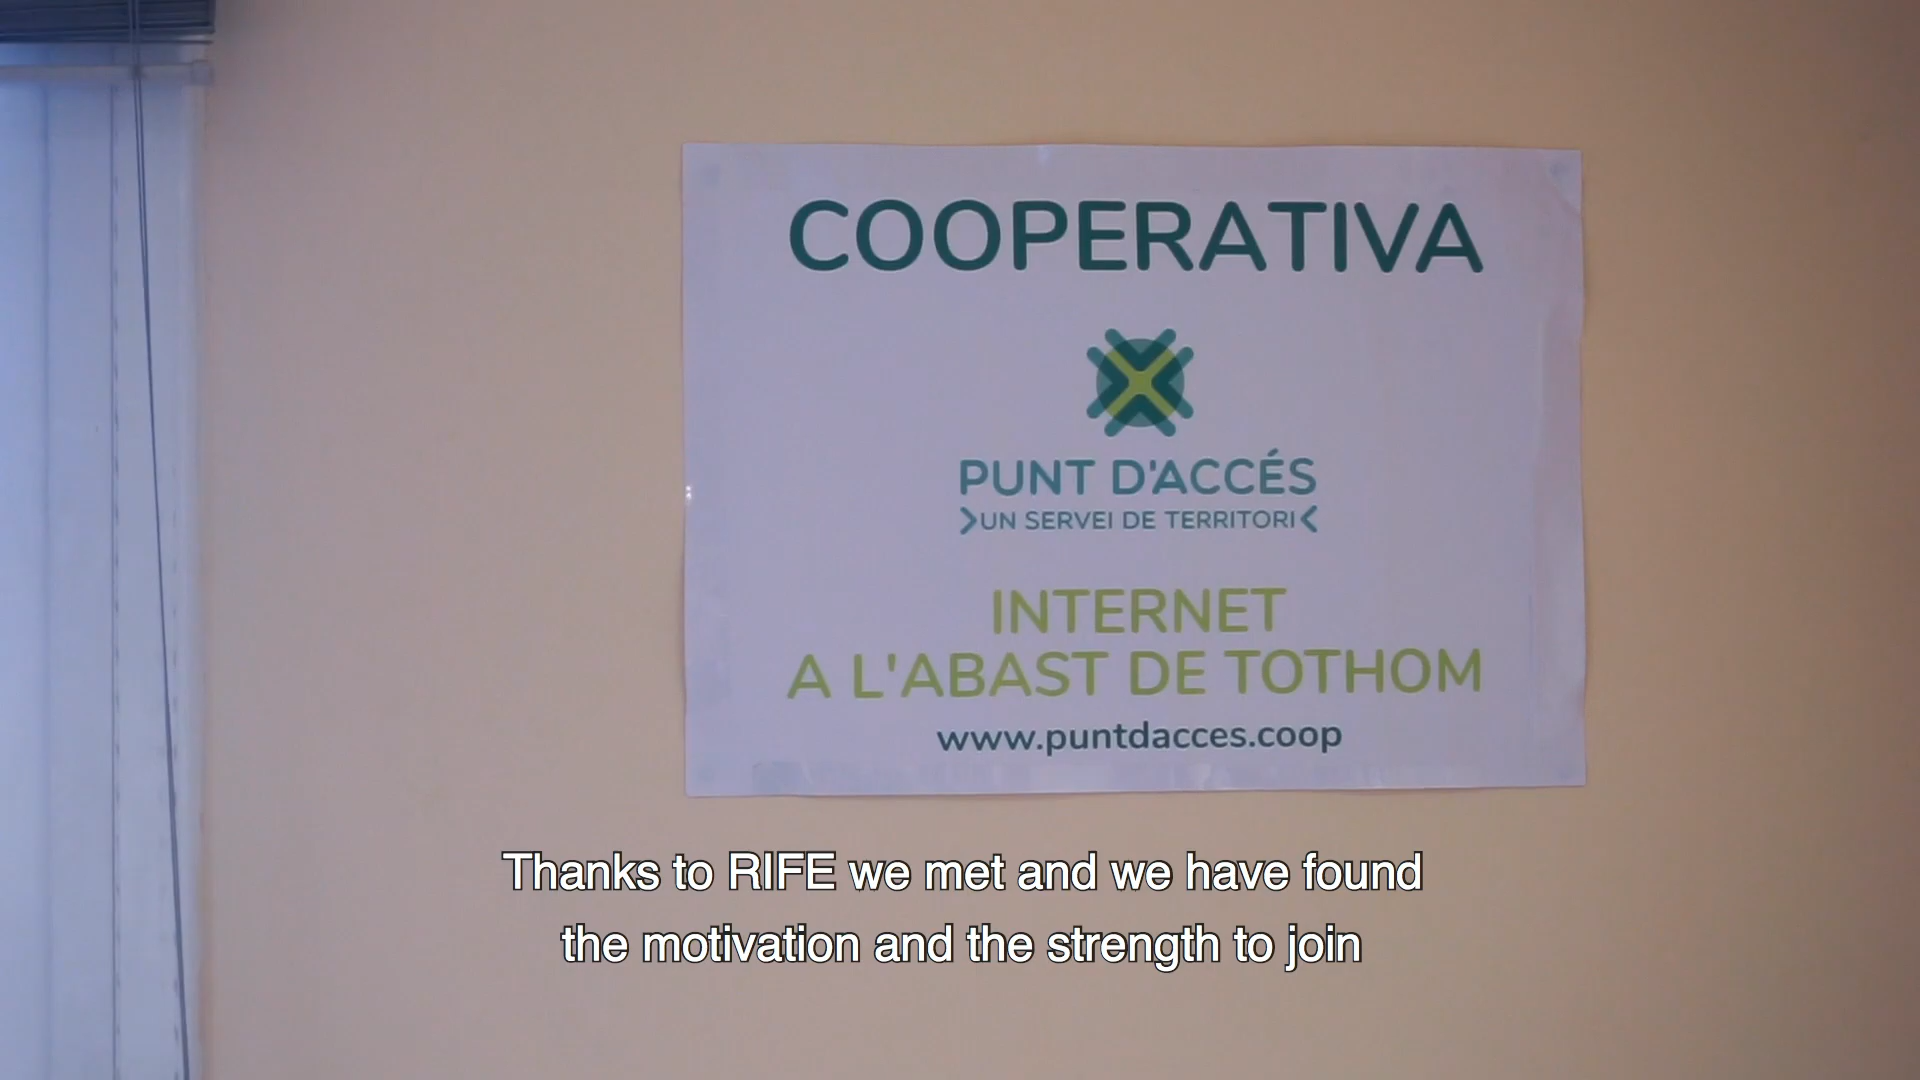 COOPERATIVA
PUNT D'ACCÉS
>UN SERVEI DE TERRITORI<
INTERNET
A L'ABAST DE TOTHOM
www.puntdacces.coop
Thanks to RIFE we met and we have found
the motivation and the strength to join